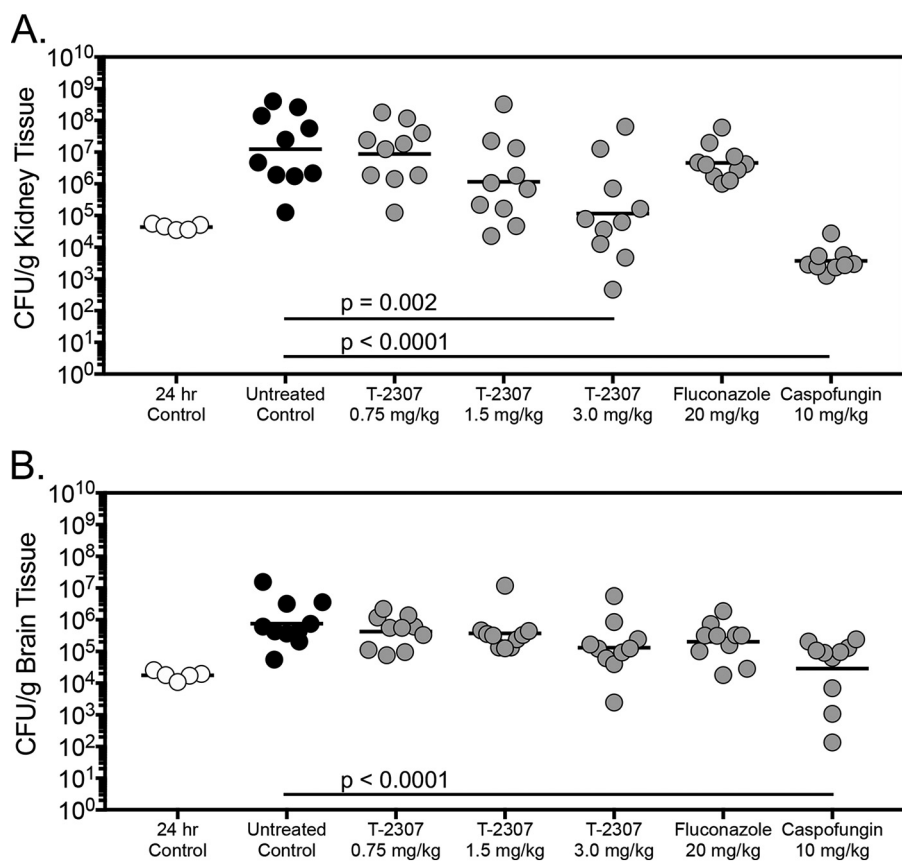 A.
CFU/g Kidney Tissue
10^10
10^9
10^8
10^7
10^6
10^5
10^4
10^3
10^2
10^1
10^0
p = 0.002
p < 0.0001
24 hr Control
Untreated Control
T-2307 0.75 mg/kg
T-2307 1.5 mg/kg
T-2307 3.0 mg/kg
Fluconazole 20 mg/kg
Caspofungin 10 mg/kg
B.
CFU/g Brain Tissue
10^10
10^9
10^8
10^7
10^6
10^5
10^4
10^3
10^2
10^1
10^0
p < 0.0001
24 hr Control
Untreated Control
T-2307 0.75 mg/kg
T-2307 1.5 mg/kg
T-2307 3.0 mg/kg
Fluconazole 20 mg/kg
Caspofungin 10 mg/kg